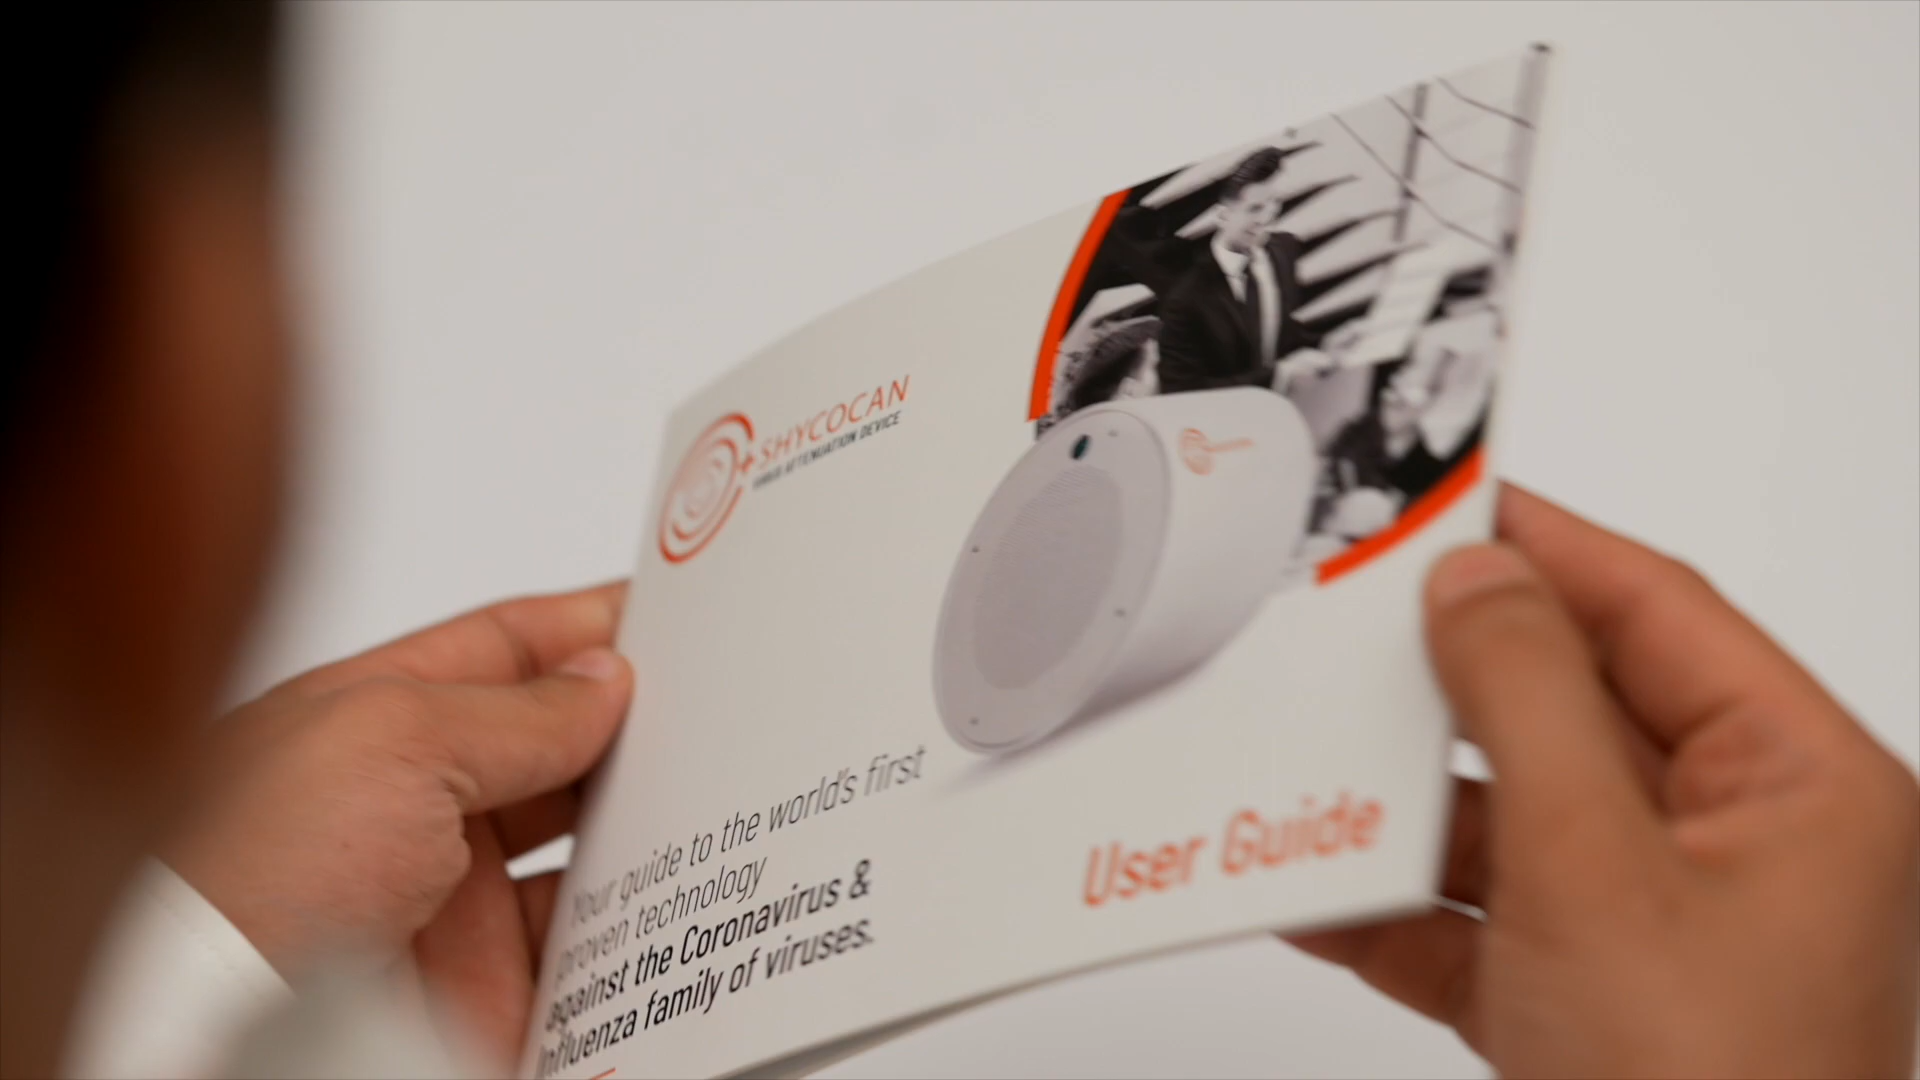 SHYCOCAN
VIRUS ATTENUATION DEVICE
Your guide to the world's first
proven technology
against the Coronavirus &
Influenza family of viruses.
User Guide